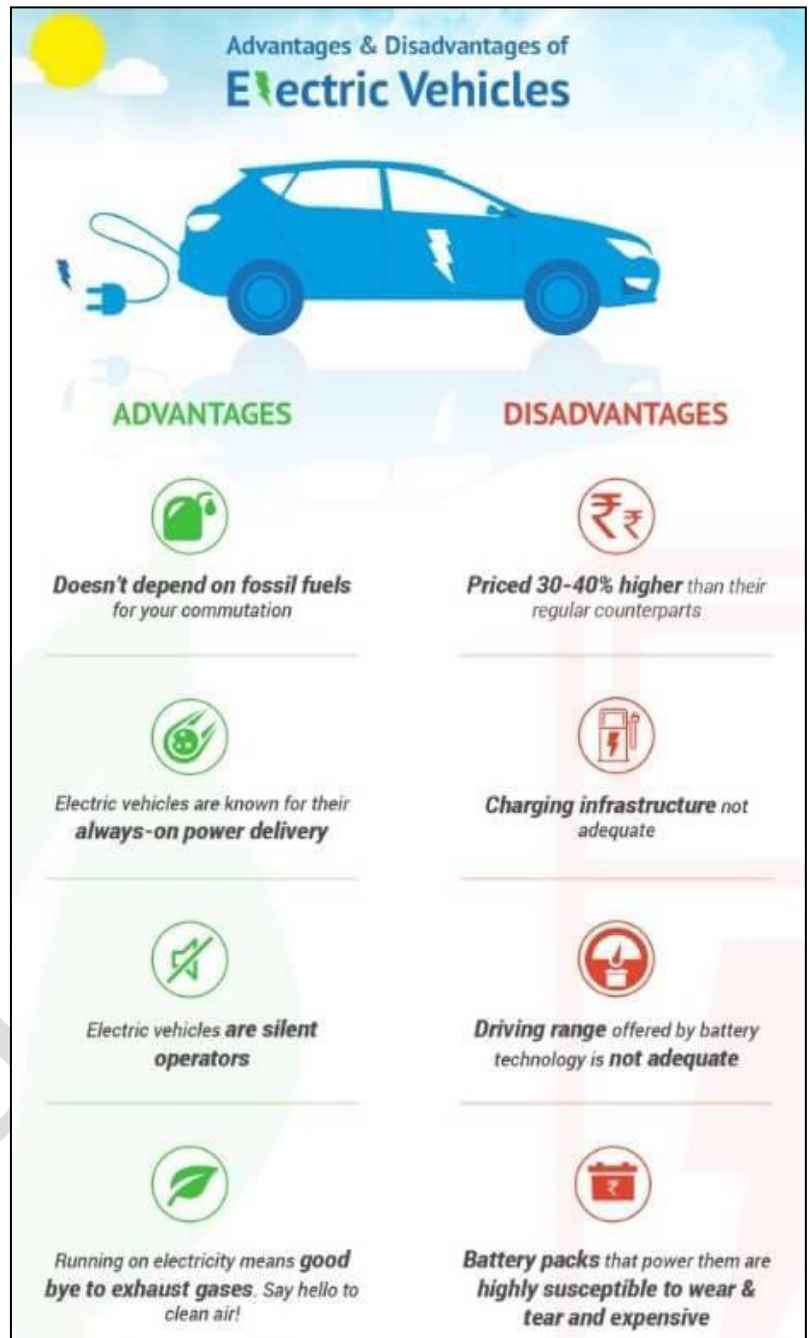 Advantages & Disadvantages of
Electric Vehicles
ADVANTAGES
Doesn't depend on fossil fuels
for your commutation
Electric vehicles are known for their
always-on power delivery
Electric vehicles are silent
operators
Running on electricity means good
bye to exhaust gases. Say hello to
clean air!
DISADVANTAGES
₹₹
Priced 30-40% higher than their
regular counterparts
Charging infrastructure not
adequate
Driving range offered by battery
technology is not adequate
₹
Battery packs that power them are
highly susceptible to wear &
tear and expensive